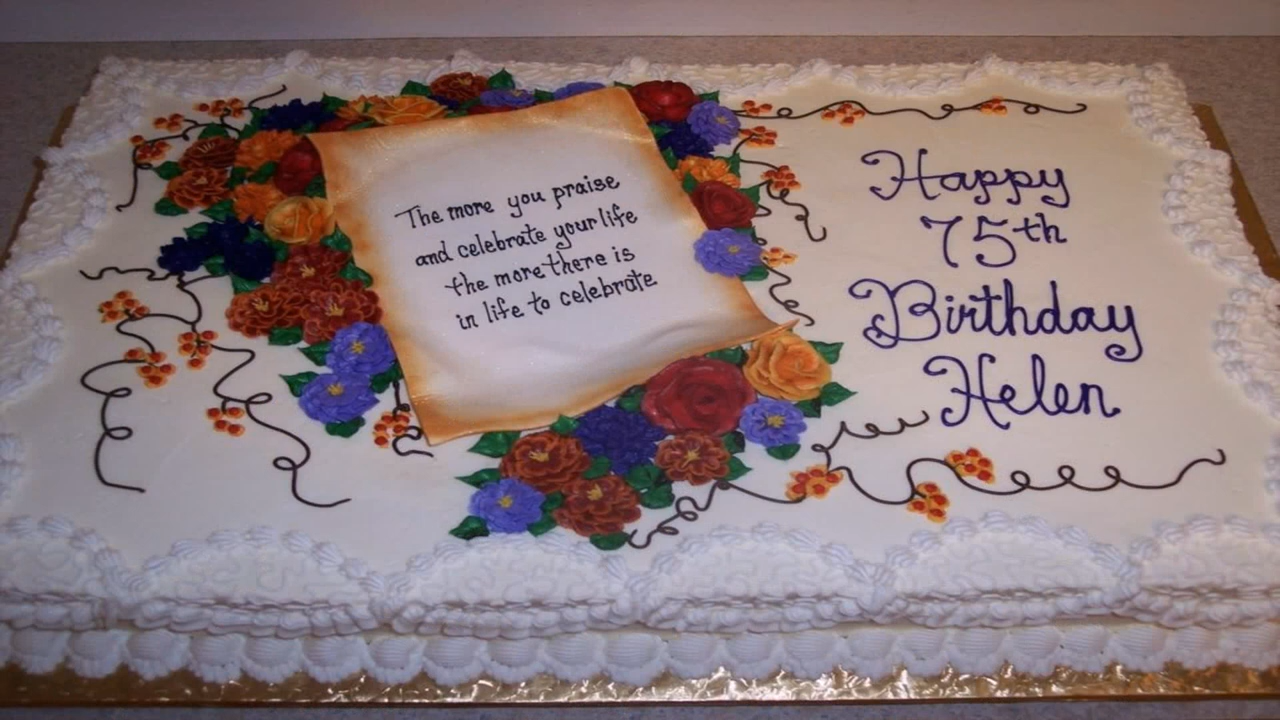 The more you praise
and celebrate your life
the more there is
in life to celebrate
Happy
75th
Birthday
Helen